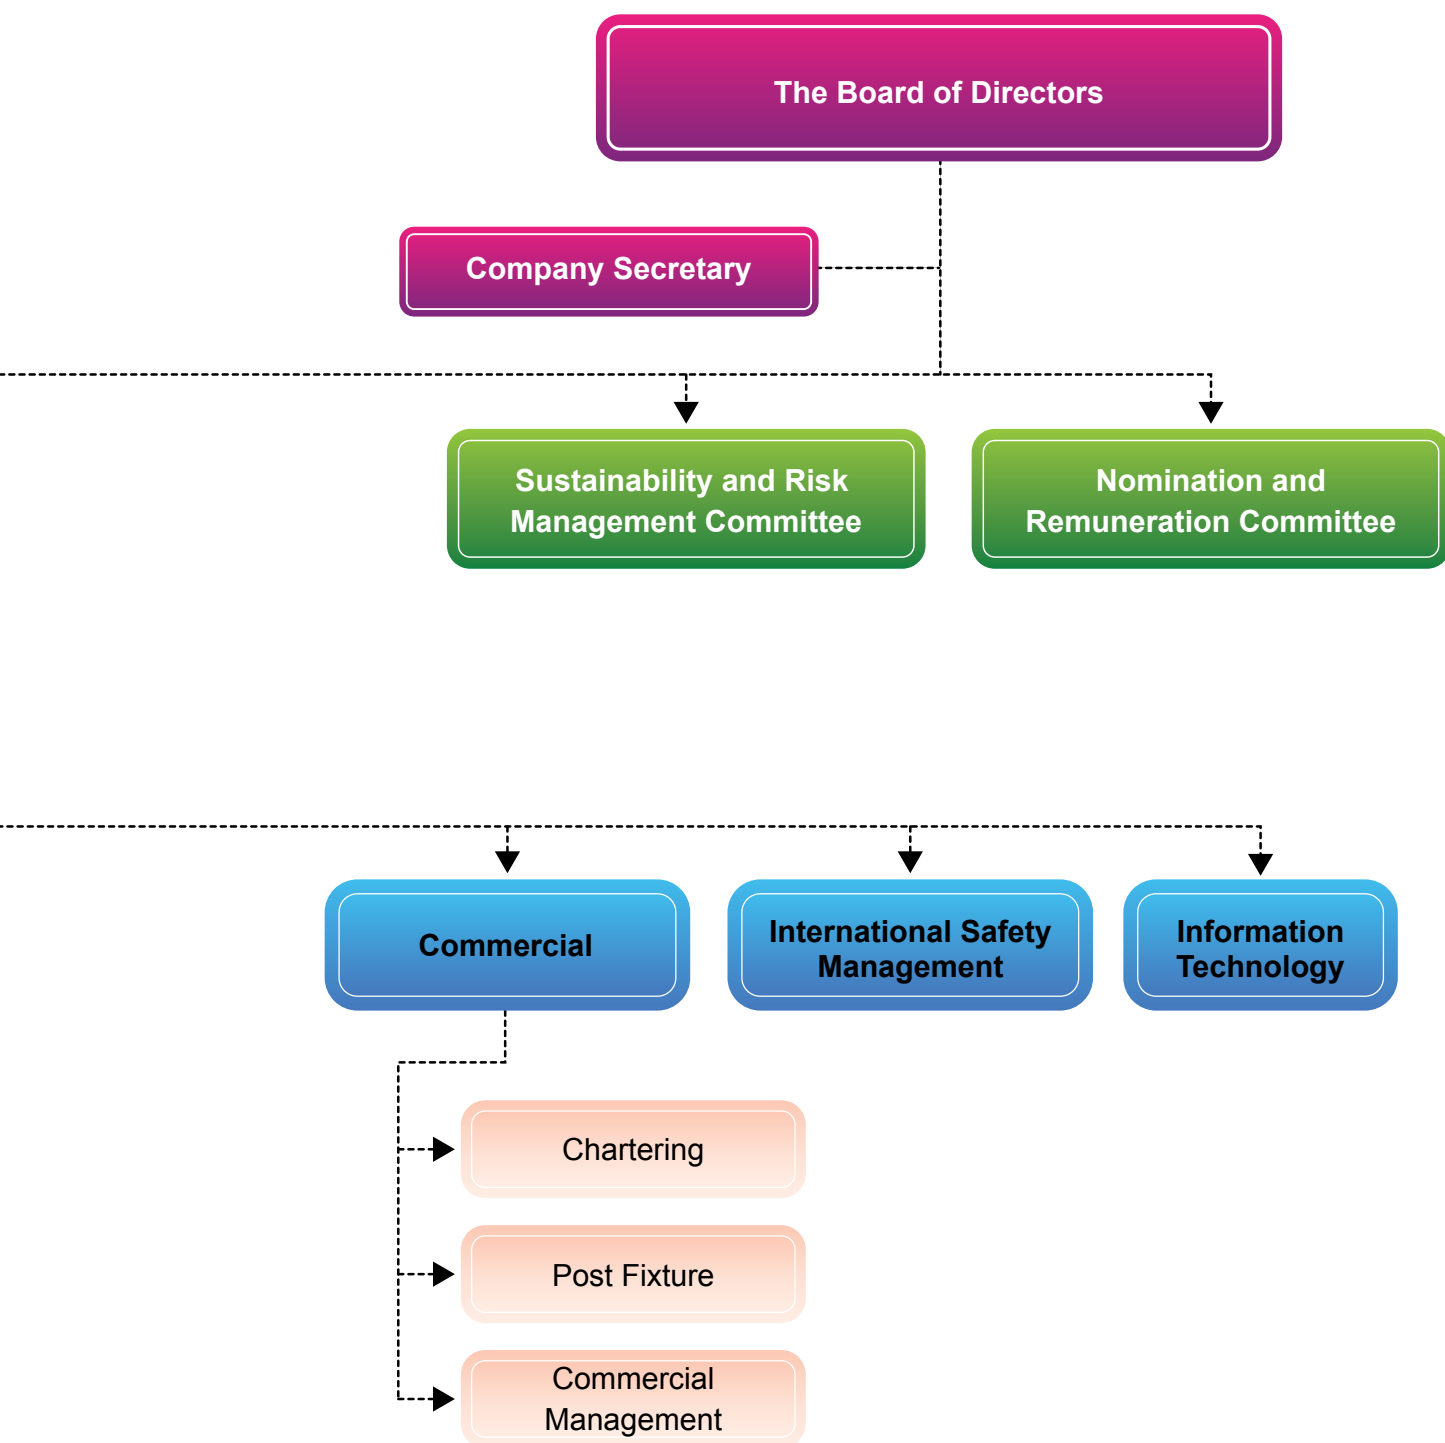 The Board of Directors
Company Secretary
Sustainability and Risk
Management Committee
Nomination and
Remuneration Committee
Commercial
International Safety
Management
Information
Technology
Chartering
Post Fixture
Commercial
Management